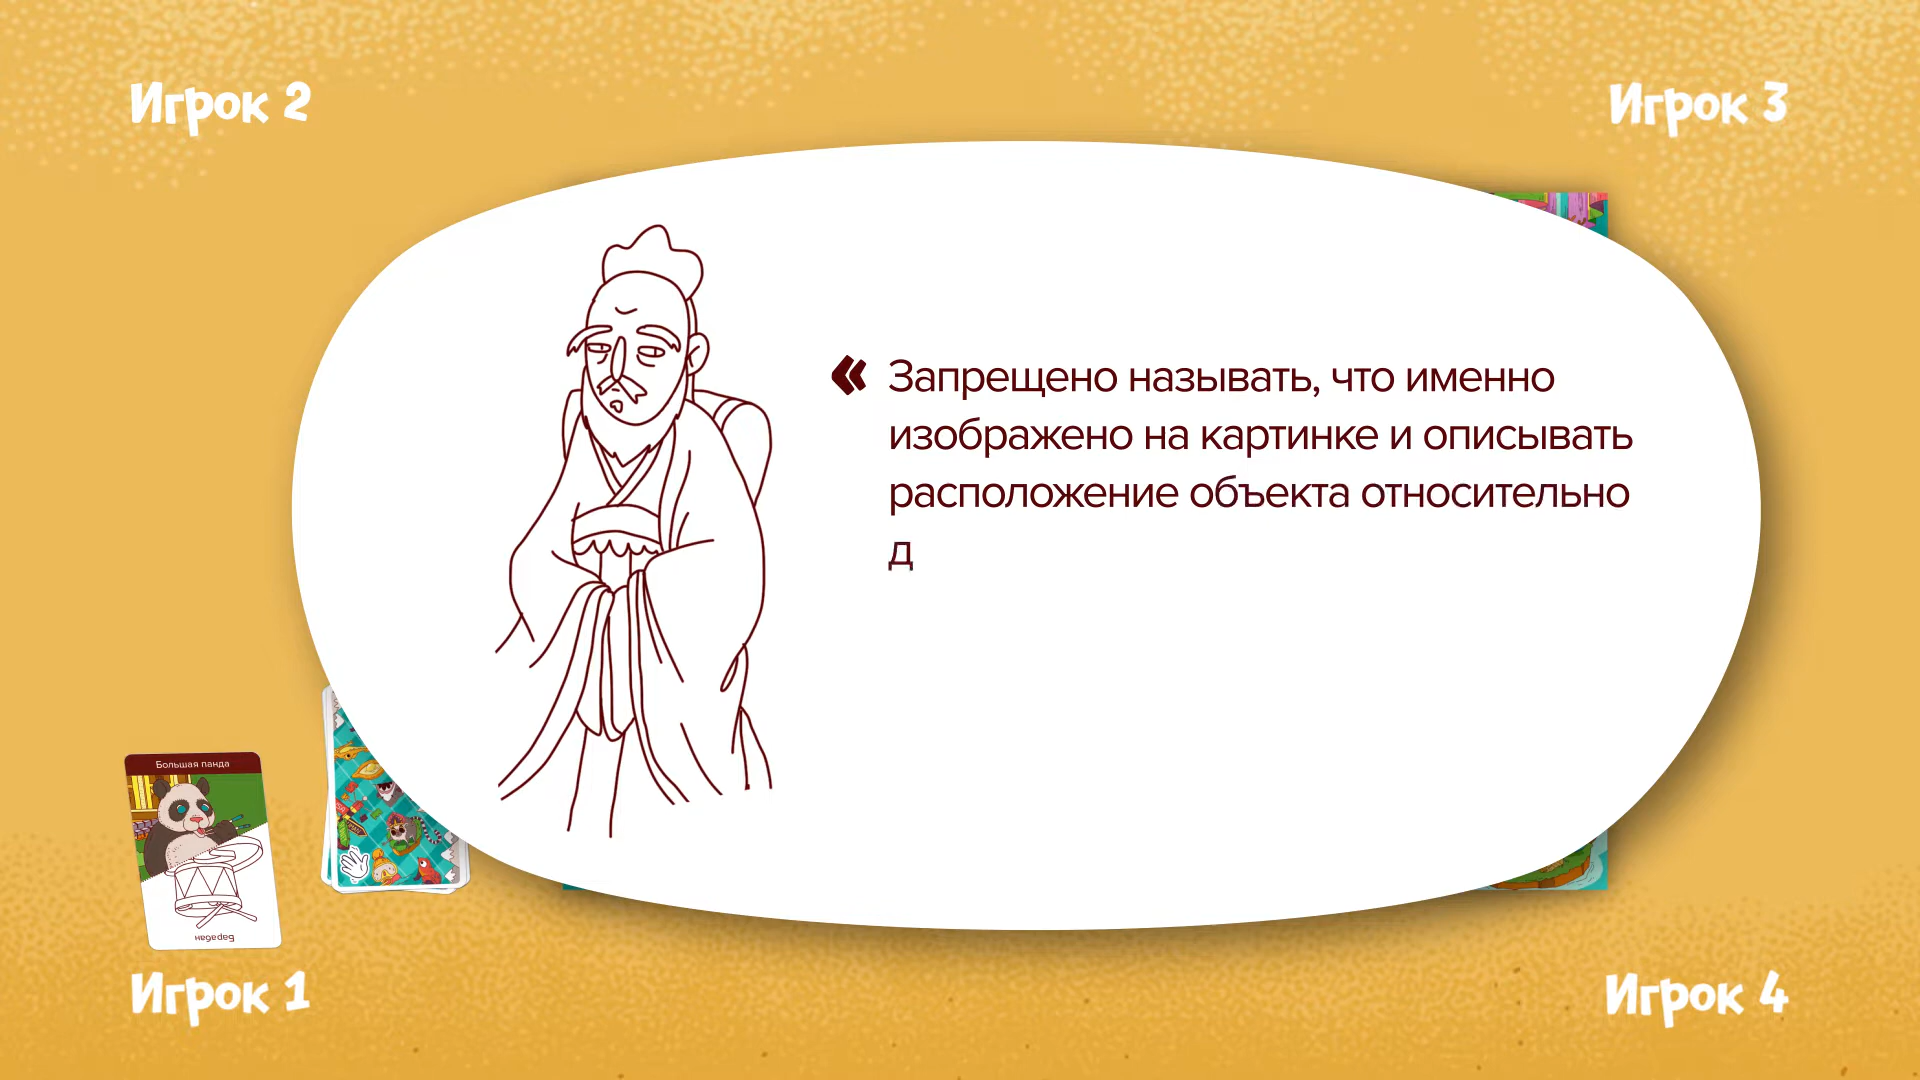 Игрок 2
Игрок 3
« Запрещено называть, что именно
изображено на картинке и описывать
расположение объекта относительно
д
Большая панда
Барабан
Игрок 1
Игрок 4